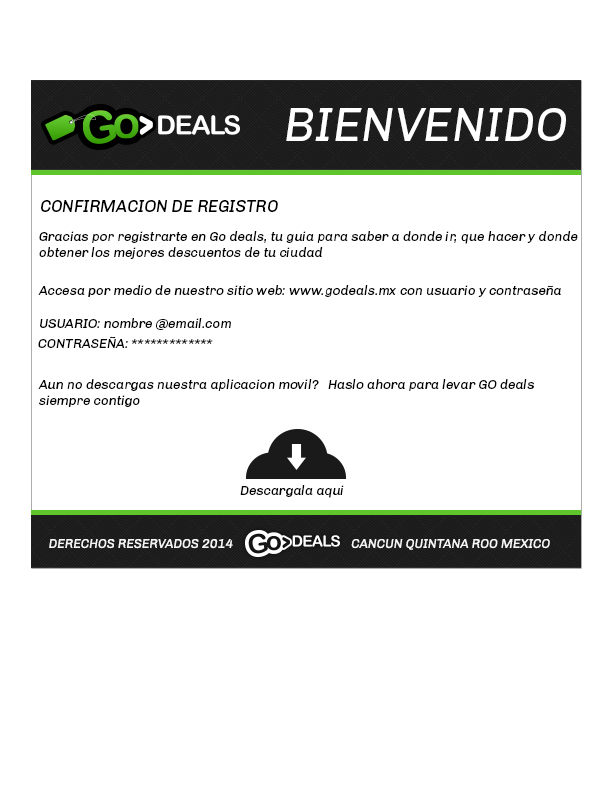 GO DEALS
BIENVENIDO
CONFIRMACION DE REGISTRO
Gracias por registrarte en Go deals, tu guia para saber a donde ir, que hacer y donde
obtener los mejores descuentos de tu ciudad
Accesa por medio de nuestro sitio web: www.godeals.mx con usuario y contraseña
USUARIO: nombre @email.com
CONTRASEÑA: *************
Aun no descargas nuestra aplicacion movil? Haslo ahora para levar GO deals
siempre contigo
Descargala aqui
DERECHOS RESERVADOS 2014 GO DEALS CANCUN QUINTANA ROO MEXICO